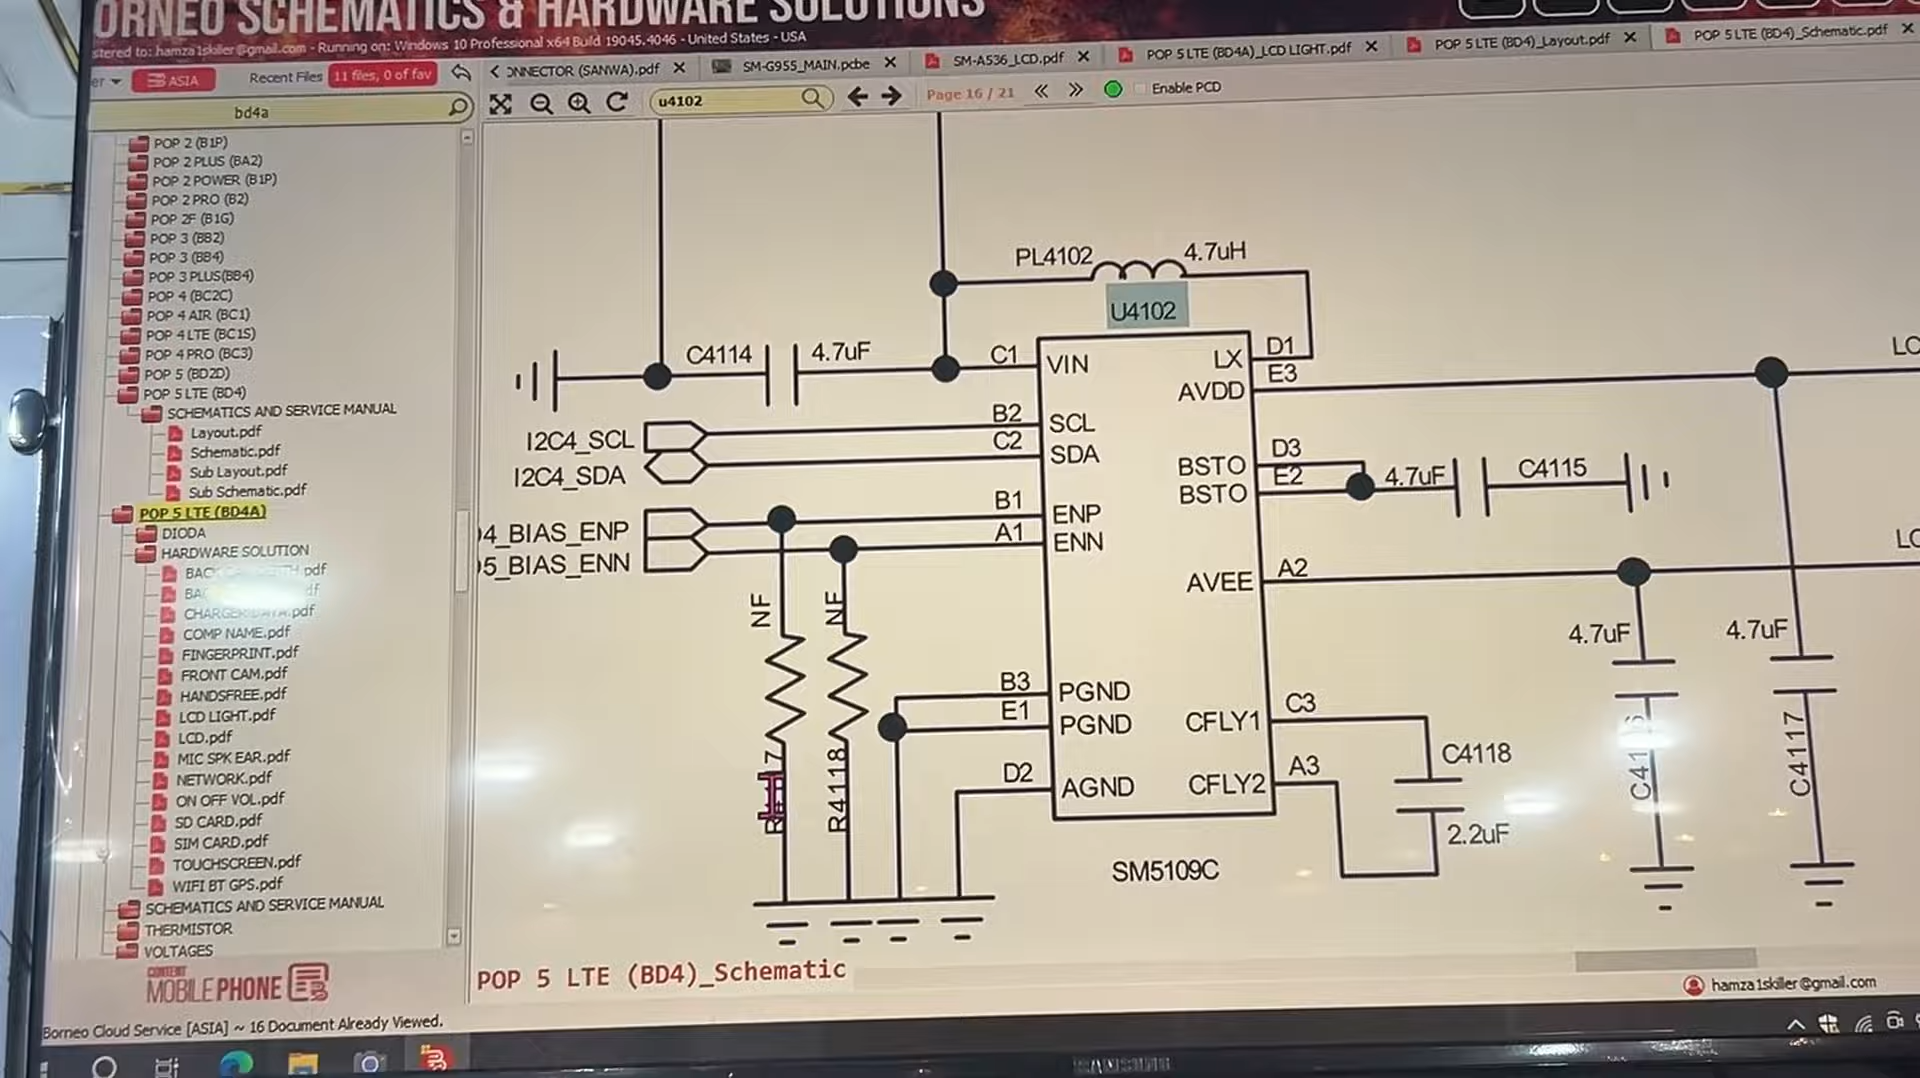 ORNEO SCHEMATICS & HARDWARE SOLUTIONS
stered to: hamza1skiller@gmail.com - Running on: Windows 10 Professional x64 Build 19045.4046 - United States - USA
er
ASIA
Recent Files
11 files, 0 of fav
ONNECTOR (SANWA).pdf
SM-G955_MAIN.pcbe
SM-A536_LCD.pdf
POP 5 LTE (BD4A)_LCD LIGHT.pdf
POP 5 LTE (BD4)_Layout.pdf
POP 5 LTE (BD4)_Schematic.pdf
bd4a
u4102
Page 16 / 21
Enable PCD
POP 2 (B1P)
POP 2 PLUS (BA2)
POP 2 POWER (B1P)
POP 2 PRO (B2)
POP 2F (B1G)
POP 3 (BB2)
POP 3 (BB4)
POP 3 PLUS(BB4)
POP 4 (BC2C)
POP 4 AIR (BC1)
POP 4 LTE (BC1S)
POP 4 PRO (BC3)
POP 5 (BD2D)
POP 5 LTE (BD4)
SCHEMATICS AND SERVICE MANUAL
Layout.pdf
Schematic.pdf
Sub Layout.pdf
Sub Schematic.pdf
POP 5 LTE (BD4A)
DIODA
HARDWARE SOLUTION
CHARGER DATA.pdf
COMP NAME.pdf
FINGERPRINT.pdf
FRONT CAM.pdf
HANDSFREE.pdf
LCD LIGHT.pdf
LCD.pdf
MIC SPK EAR.pdf
NETWORK.pdf
ON OFF VOL.pdf
SD CARD.pdf
SIM CARD.pdf
TOUCHSCREEN.pdf
WIFI BT GPS.pdf
SCHEMATICS AND SERVICE MANUAL
THERMISTOR
VOLTAGES
CONTENT
MOBILEPHONE
Borneo Cloud Service [ASIA] ~ 16 Document Already Viewed.
PL4102 4.7uH
U4102
C4114 4.7uF
C1 VIN
LX D1
AVDD E3
LC
I2C4_SCL B2 SCL
I2C4_SDA C2 SDA
BSTO D3
BSTO E2
4.7uF C4115
04_BIAS_ENP B1 ENP
05_BIAS_ENN A1 ENN
AVEE A2
LC
NF
NF
4.7uF
4.7uF
B3 PGND
E1 PGND
CFLY1 C3
C4118
D2 AGND
CFLY2 A3
2.2uF
R4118
C4117
SM5109C
POP 5 LTE (BD4)_Schematic
hamza1skiller@gmail.com